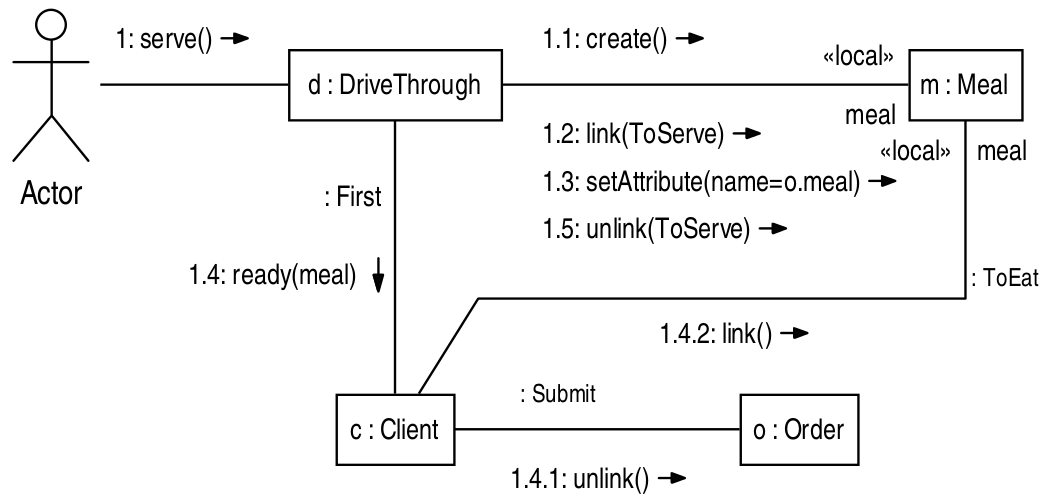 1: serve()
1.1: create()
«local»
d : DriveThrough
m : Meal
meal
1.2: link(ToServe)
«local»
meal
Actor
1.3: setAttribute(name=o.meal)
: First
1.5: unlink(ToServe)
1.4: ready(meal)
: ToEat
1.4.2: link()
: Submit
c : Client
o : Order
1.4.1: unlink()